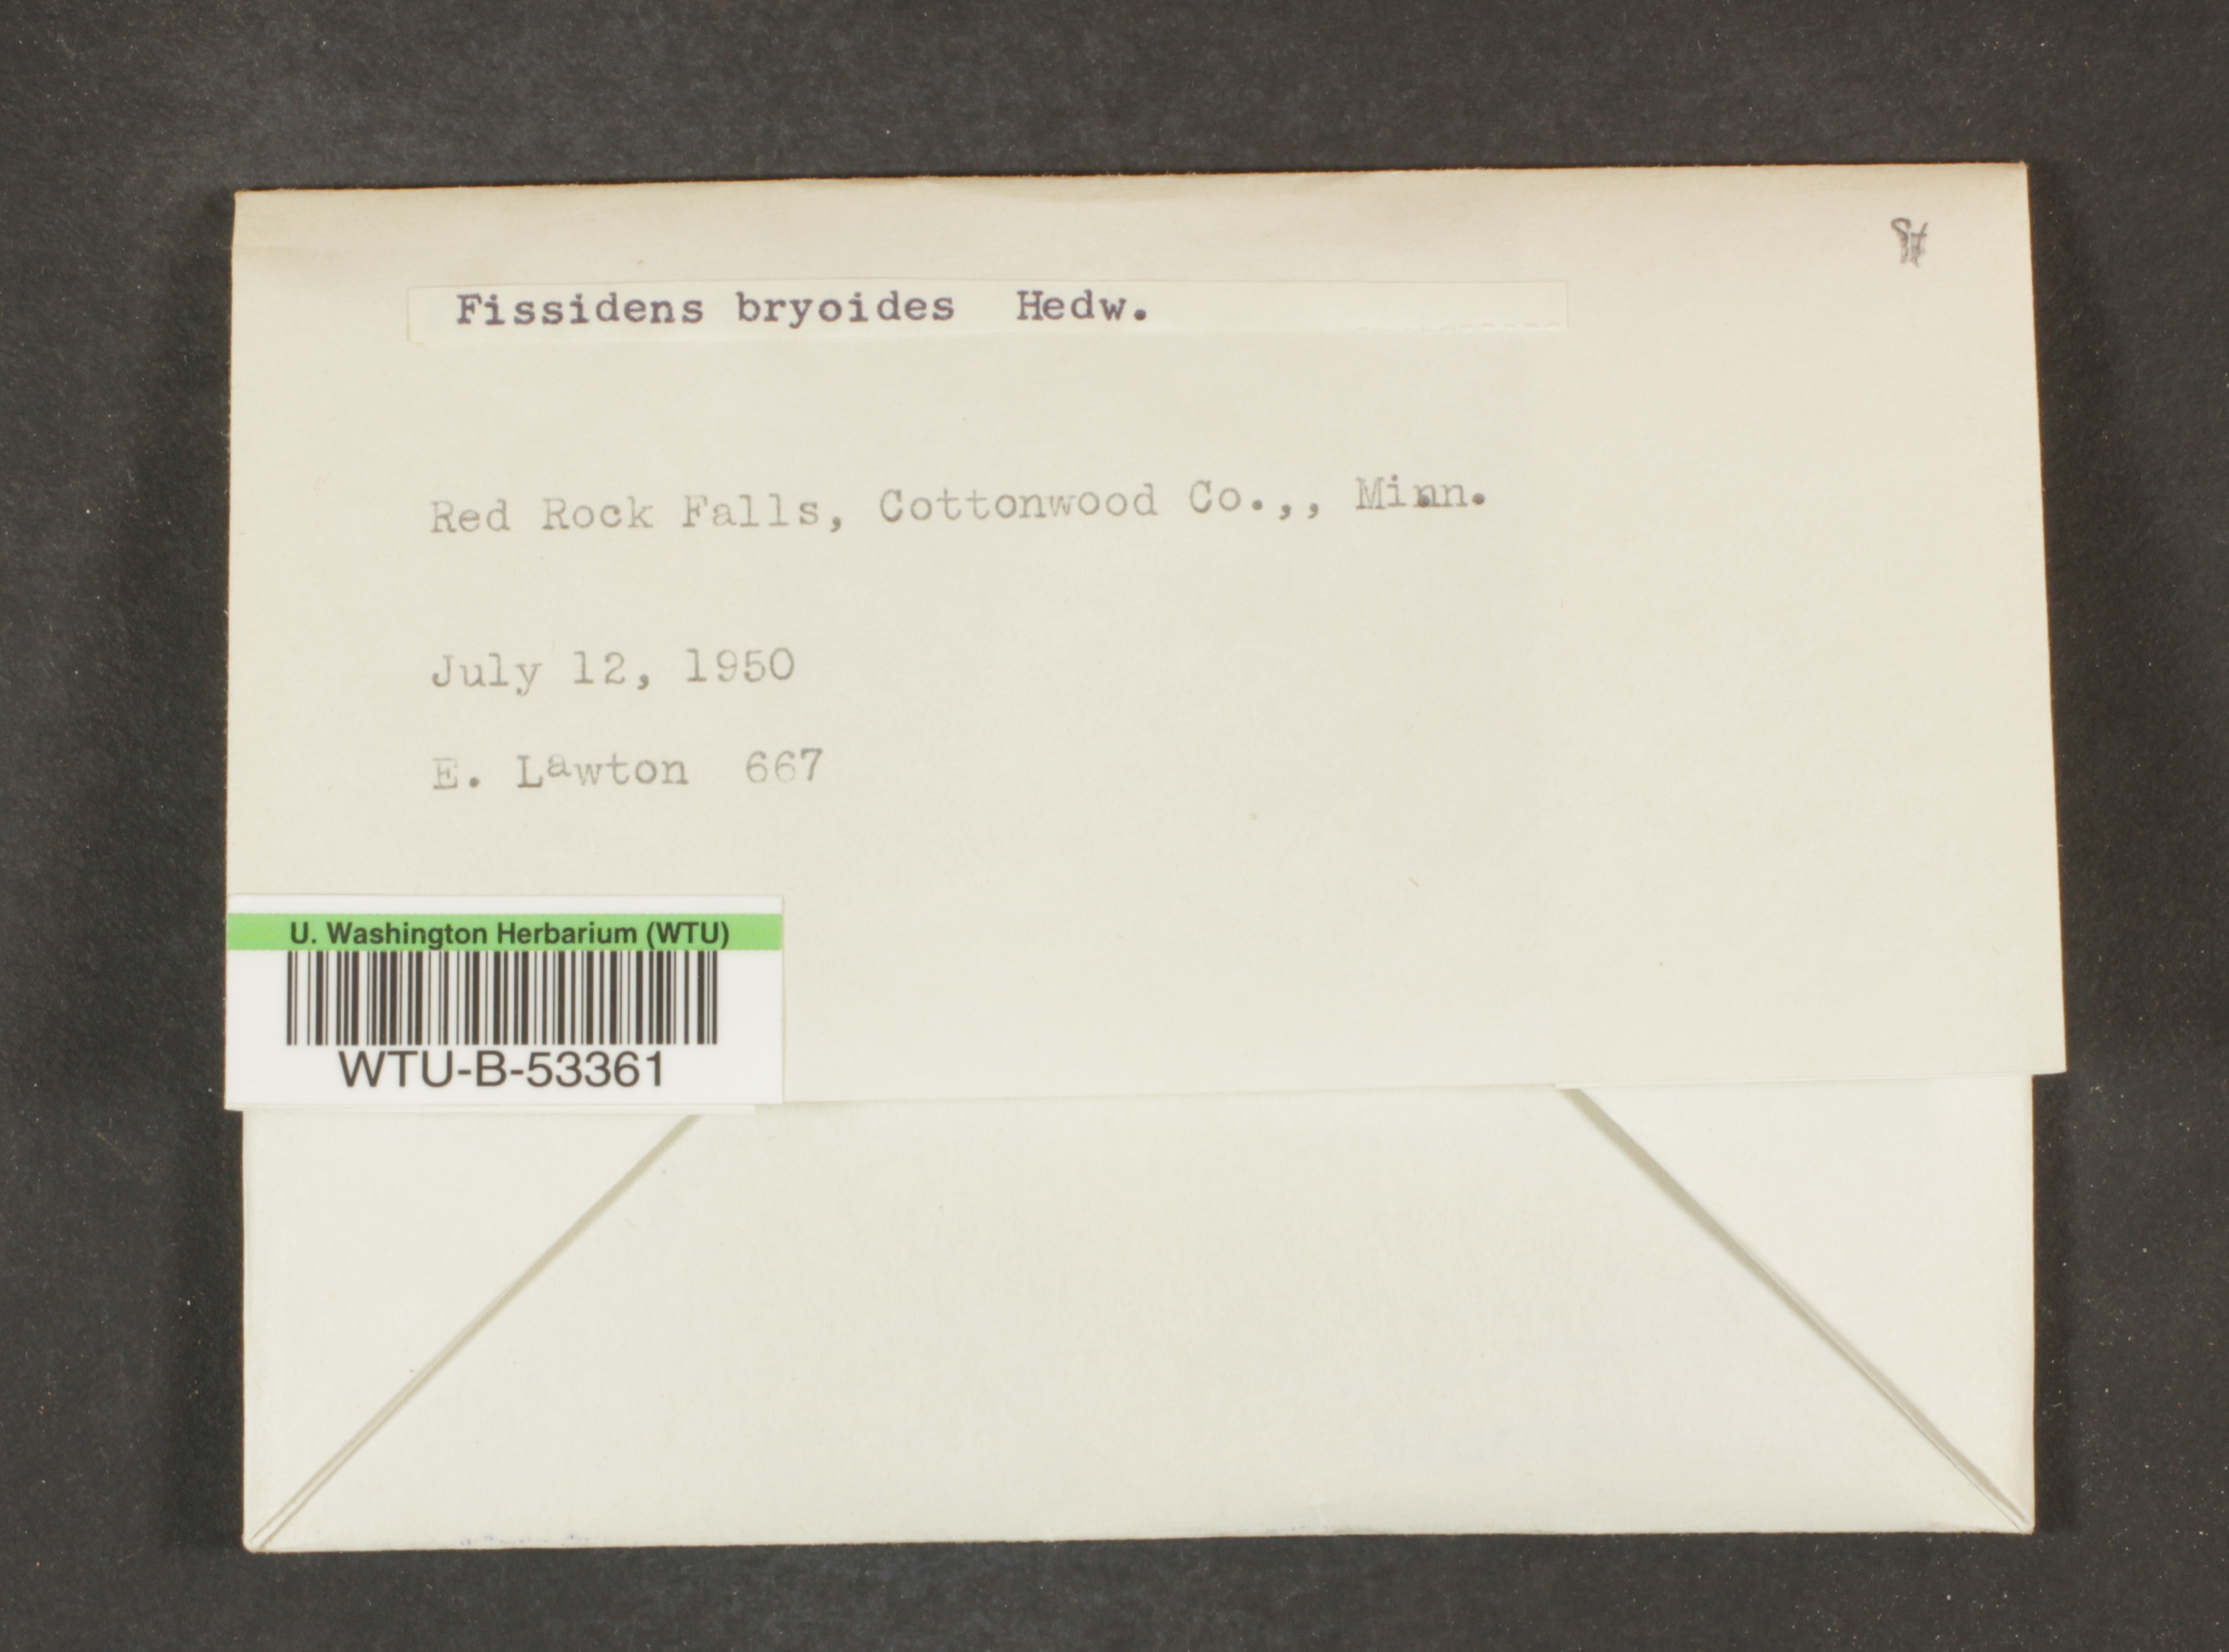 Fissidens bryoides Hedw.
Red Rock Falls, Cottonwood Co.,, Minn.
July 12, 1950
E. Lawton 667
U. Washington Herbarium (WTU)
WTU-B-53361